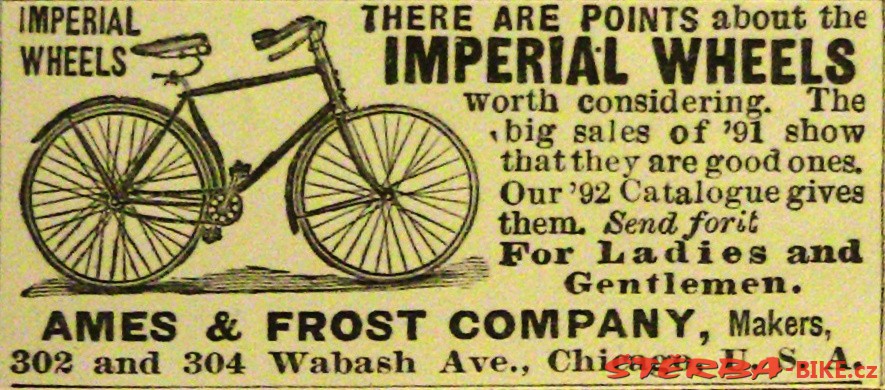 IMPERIAL
WHEELS
THERE ARE POINTS about the
IMPERIAL WHEELS
worth considering. The
big sales of '91 show
that they are good ones.
Our '92 Catalogue gives
them. Send for it
For Ladies and
Gentlemen.
AMES & FROST COMPANY, Makers,
302 and 304 Wabash Ave., Chicago, U. S. A.
STERBA BIKE.cz